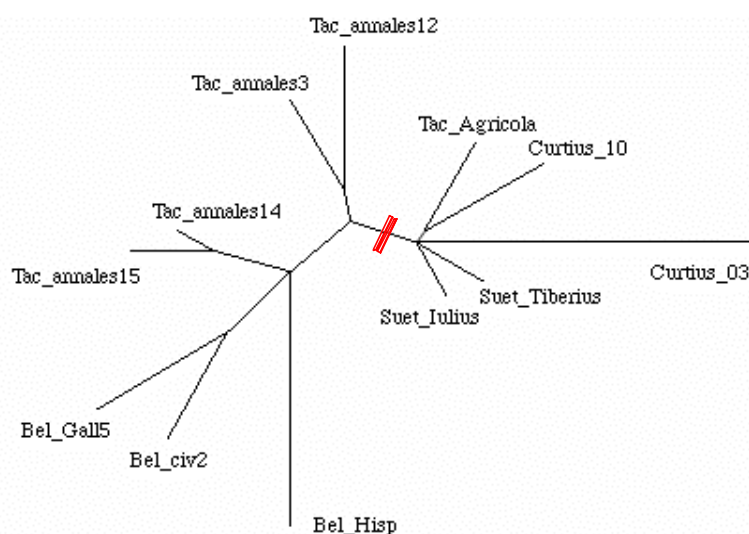 Tac_annales12
Tac_annales3
Tac_Agricola
Curtius_10
Tac_annales14
Tac_annales15
Curtius_03
Suet_Tiberius
Suet_Iulius
Bel_Gall5
Bel_civ2
Bel_Hisp